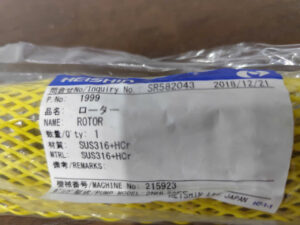 HEISHIN
問合せNo/Inquiry No. SR582043 2018/12/21
P.No. 1999
品名: ローター
NAME: ROTOR
数量/Q'ty: 1
材質: SUS316+HCr
MTRL: SUS316+HCr
備考/REMARKS:
機械番号/MACHINE No. 215923
HEISHIN JAPAN